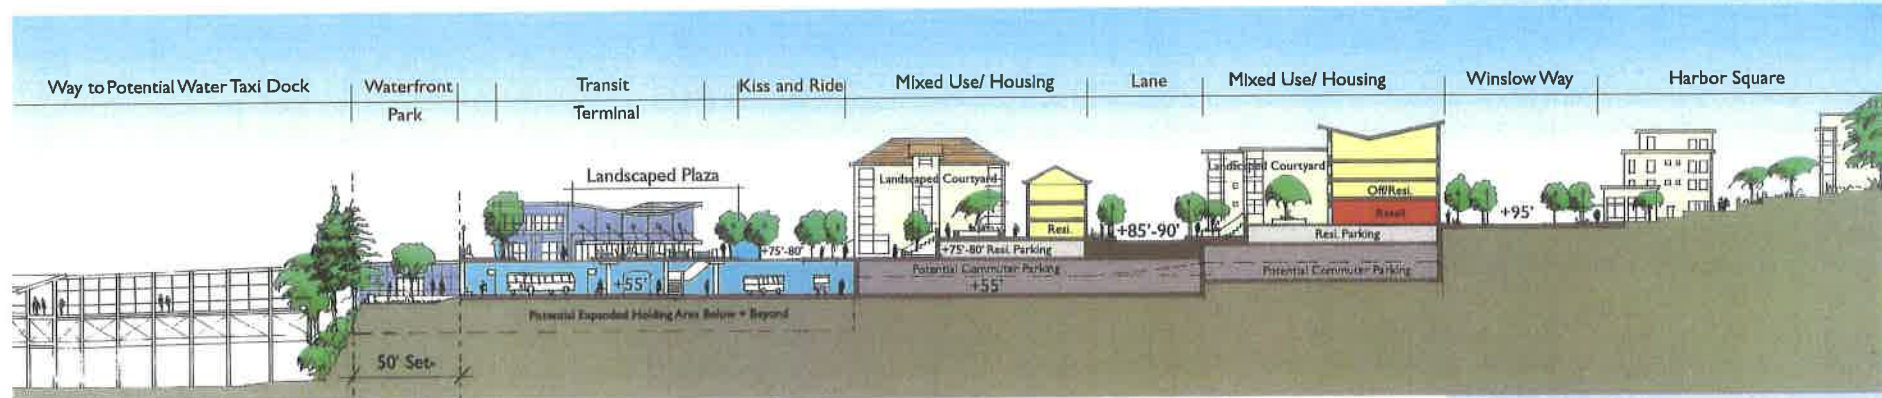 Way to Potential Water Taxi Dock
Waterfront
Park
Transit
Terminal
Kiss and Ride
Mixed Use/ Housing
Lane
Mixed Use/ Housing
Winslow Way
Harbor Square
Landscaped Plaza
Landscaped Courtyard
Landscaped Courtyard
Off/Resi.
Retail
Resi.
+75'-80'
+75'-80' Resi. Parking
+85'-90'
Resi. Parking
+95'
+55'
Potential Commuter Parking
+55'
Potential Commuter Parking
Potential Expanded Holding Area Below + Beyond
50' Set-